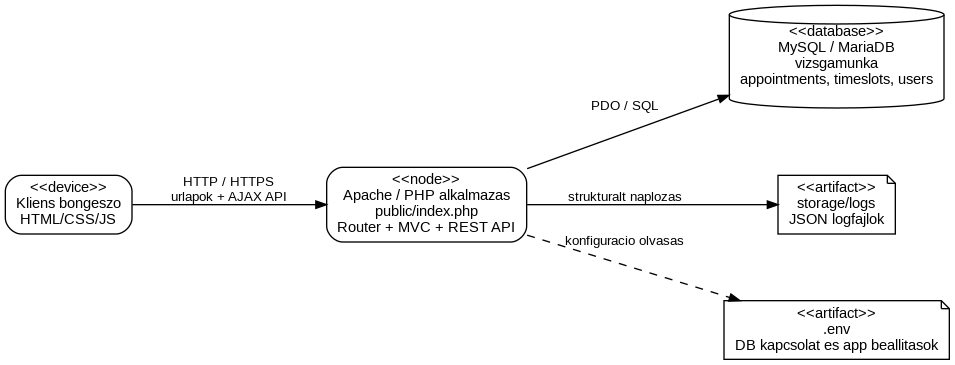 <<device>>
Kliens bongeszo
HTML/CSS/JS
HTTP / HTTPS
urlapok + AJAX API
<<node>>
Apache / PHP alkalmazas
public/index.php
Router + MVC + REST API
PDO / SQL
<<database>>
MySQL / MariaDB
vizsgamunka
appointments, timeslots, users
strukturalt naplozas
<<artifact>>
storage/logs
JSON logfajlok
konfiguracio olvasas
<<artifact>>
.env
DB kapcsolat es app beallitasok